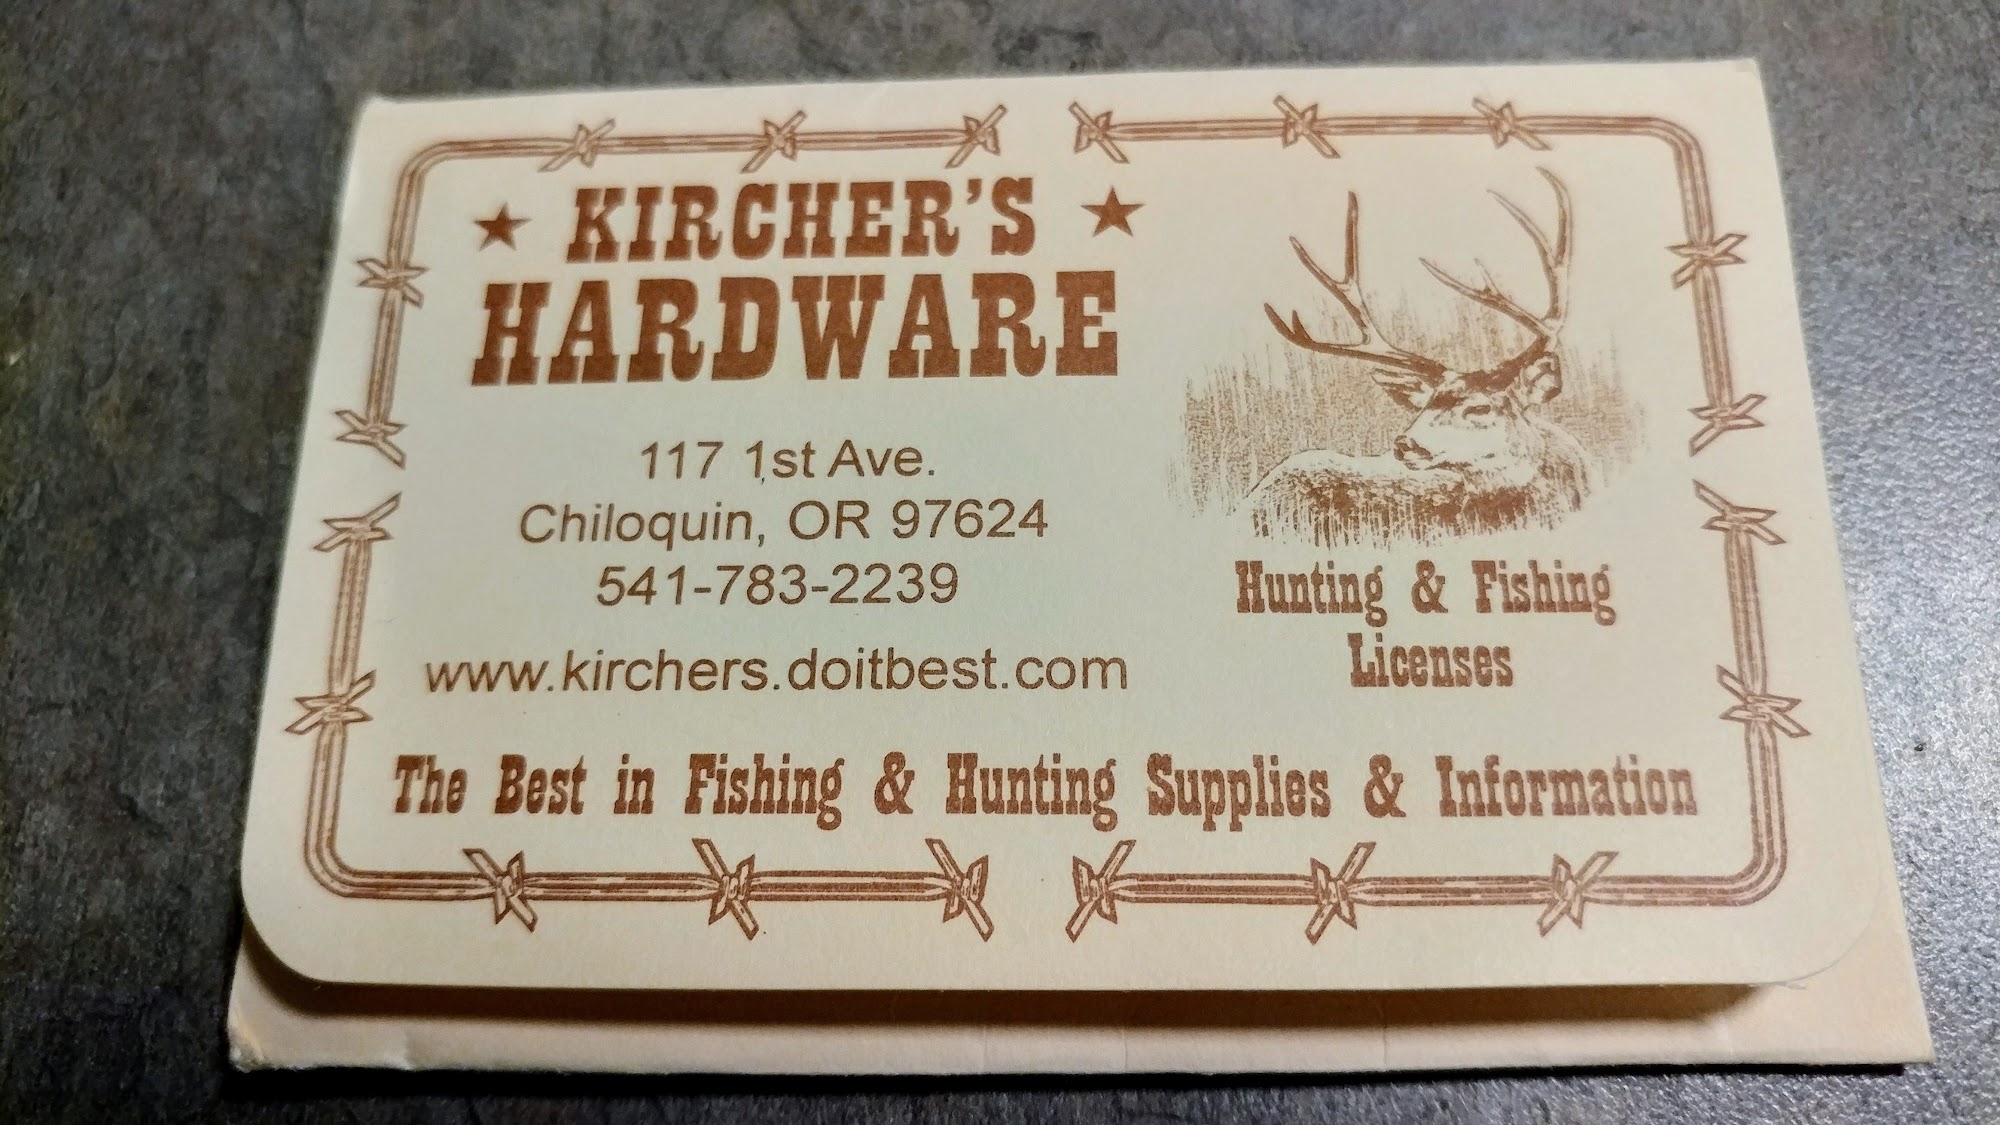 KIRCHER'S
HARDWARE
117 1st Ave.
Chiloquin, OR 97624
541-783-2239
www.kirchers.doitbest.com
Hunting & Fishing
Licenses
The Best in Fishing & Hunting Supplies & Information